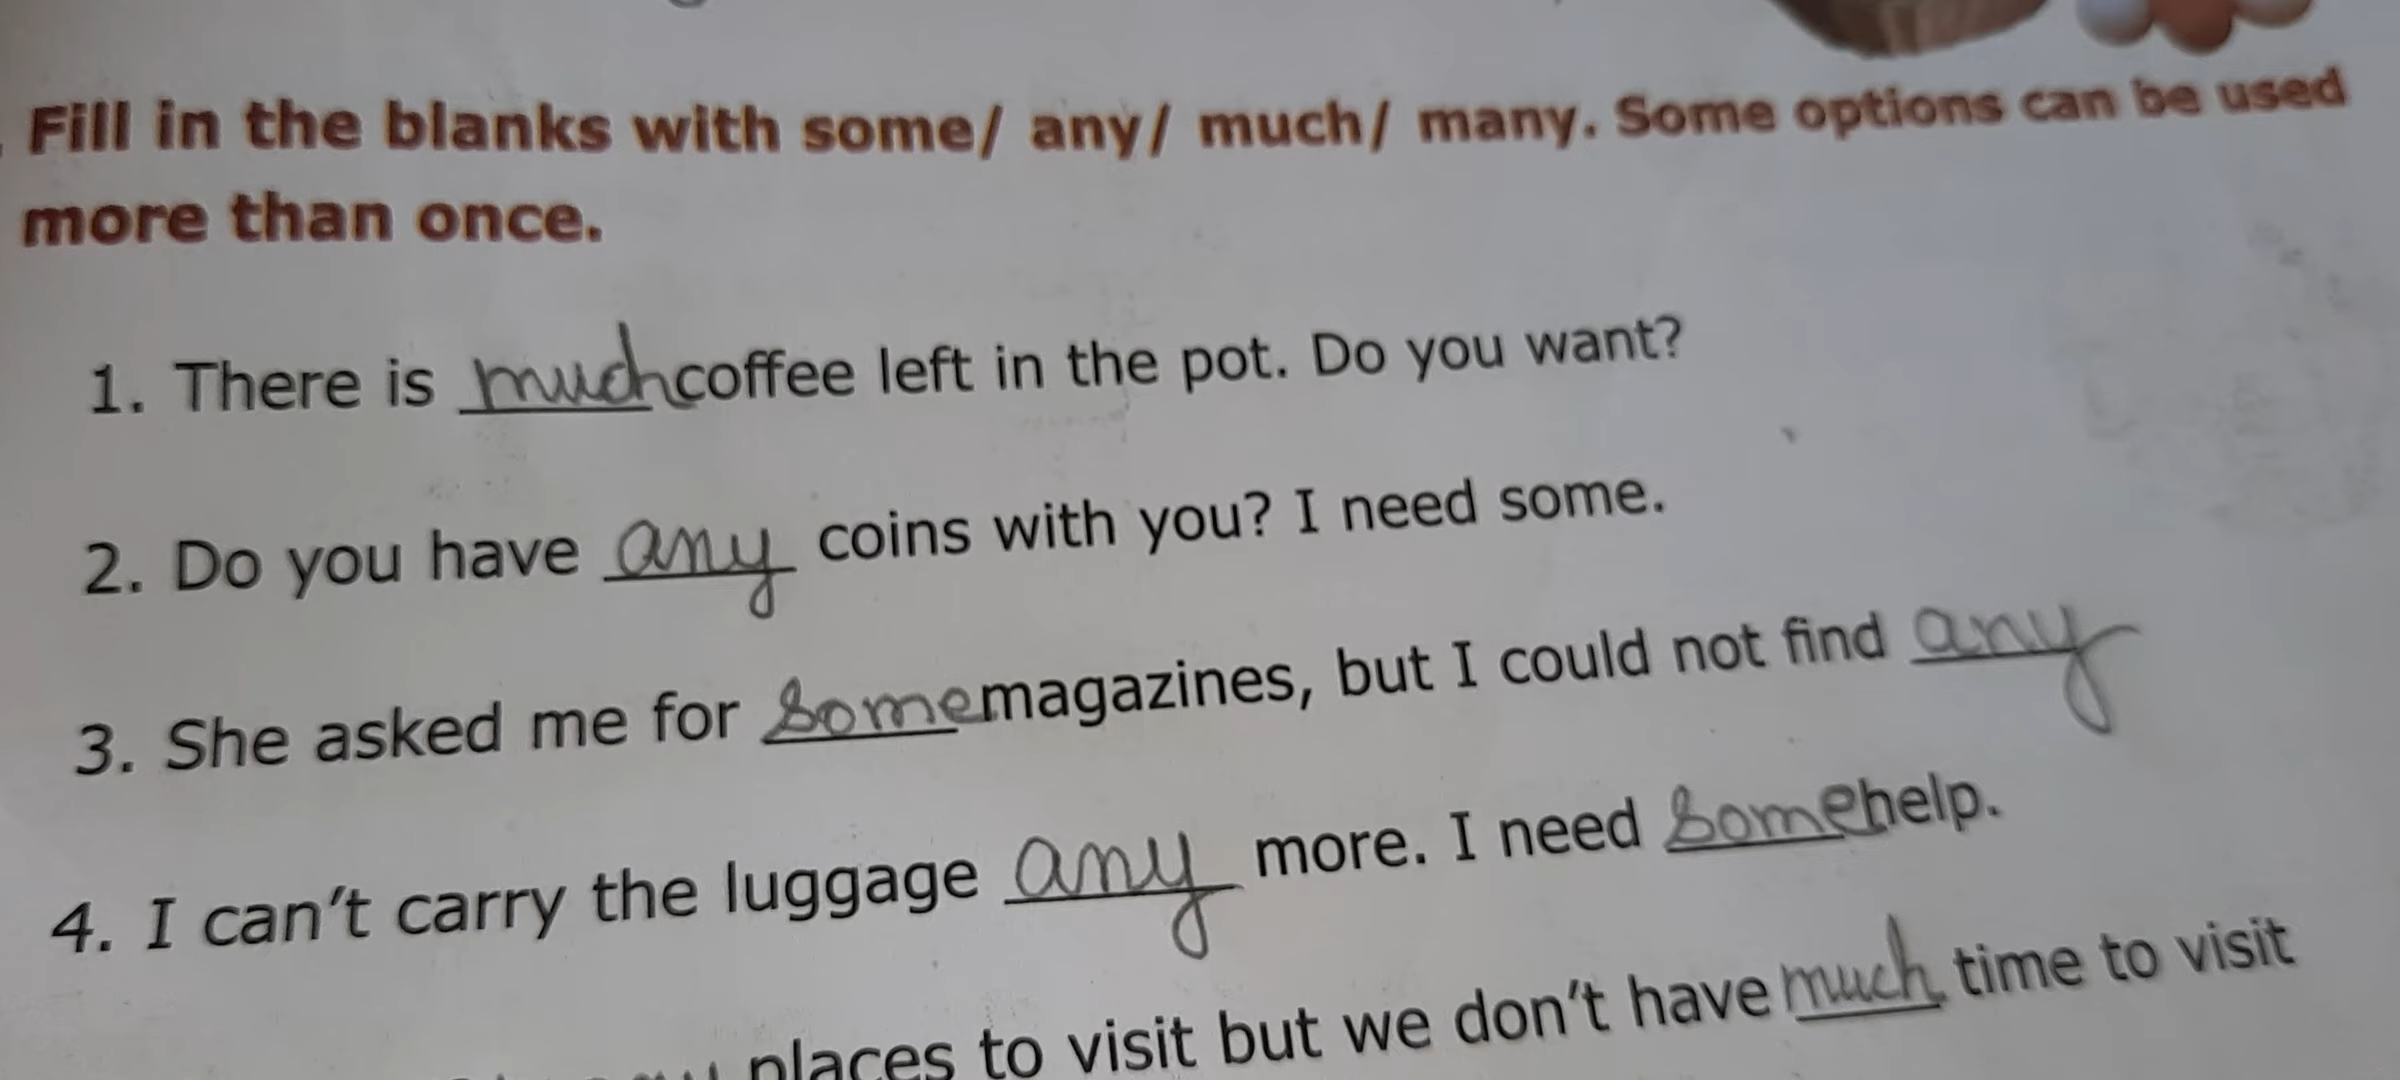 Fill in the blanks with some/ any/ much/ many. Some options can be used
more than once.
1. There is much coffee left in the pot. Do you want?
2. Do you have any coins with you? I need some.
3. She asked me for some magazines, but I could not find any
4. I can't carry the luggage any more. I need some help.
places to visit but we don't have much time to visit